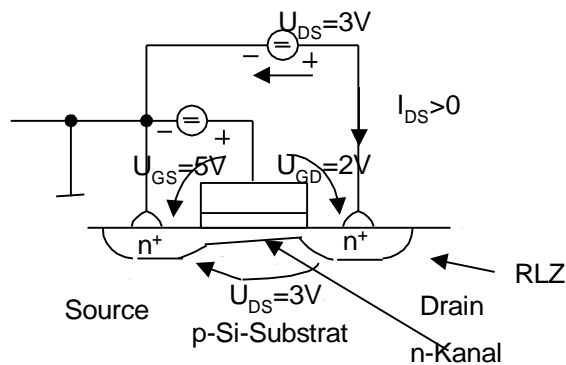 U_DS=3V
− +
I_DS>0
− +
U_GS=5V U_GD=2V
n⁺ n⁺
RLZ
U_DS=3V
Source Drain
p-Si-Substrat
n-Kanal